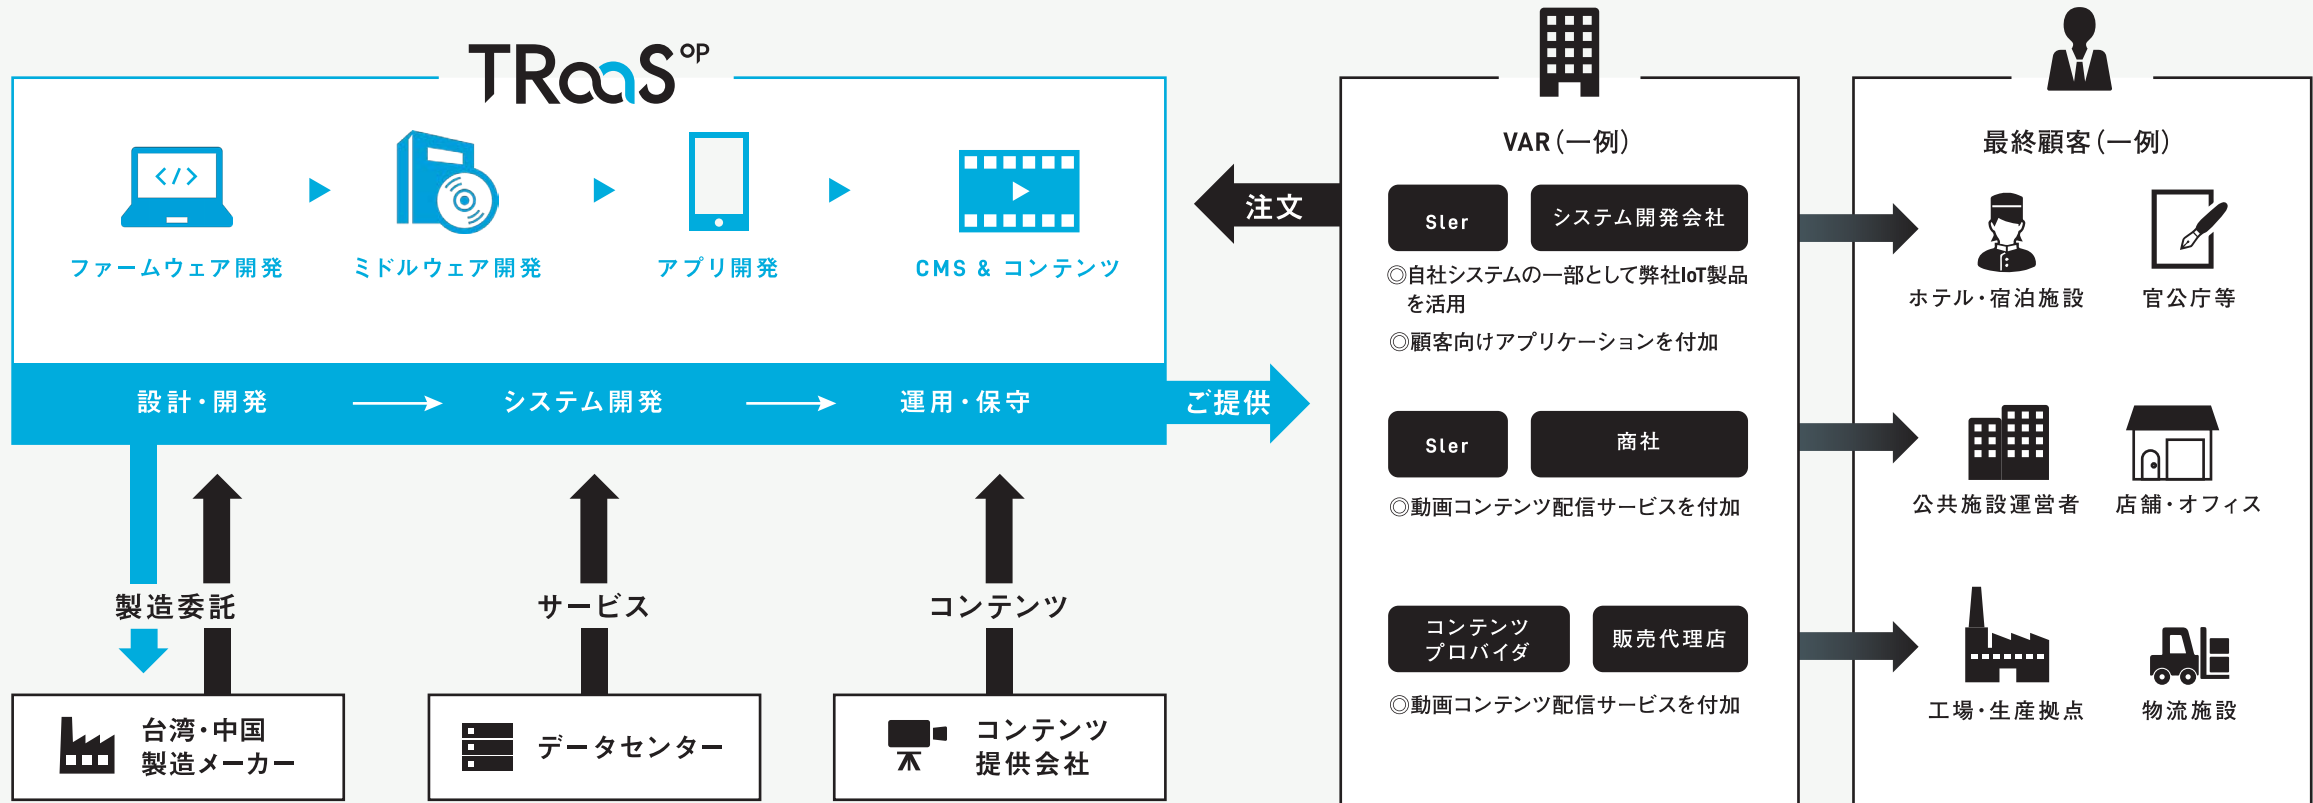 TRaaS OP
</>
ファームウェア開発
ミドルウェア開発
アプリ開発
CMS & コンテンツ
設計・開発
システム開発
運用・保守
注文
ご提供
製造委託
サービス
コンテンツ
台湾・中国
製造メーカー
データセンター
コンテンツ
提供会社
VAR(一例)
SIer
システム開発会社
◎自社システムの一部として弊社IoT製品
を活用
◎顧客向けアプリケーションを付加
SIer
商社
◎動画コンテンツ配信サービスを付加
コンテンツ
プロバイダ
販売代理店
◎動画コンテンツ配信サービスを付加
最終顧客(一例)
ホテル・宿泊施設
官公庁等
公共施設運営者
店舗・オフィス
工場・生産拠点
物流施設